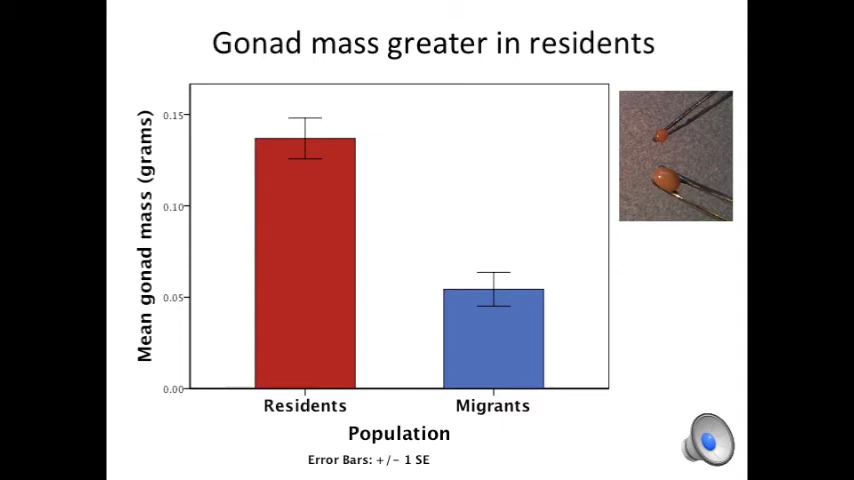 Gonad mass greater in residents
Mean gonad mass (grams)
0.15
0.10
0.05
0.00
Residents Migrants
Population
Error Bars: +/- 1 SE